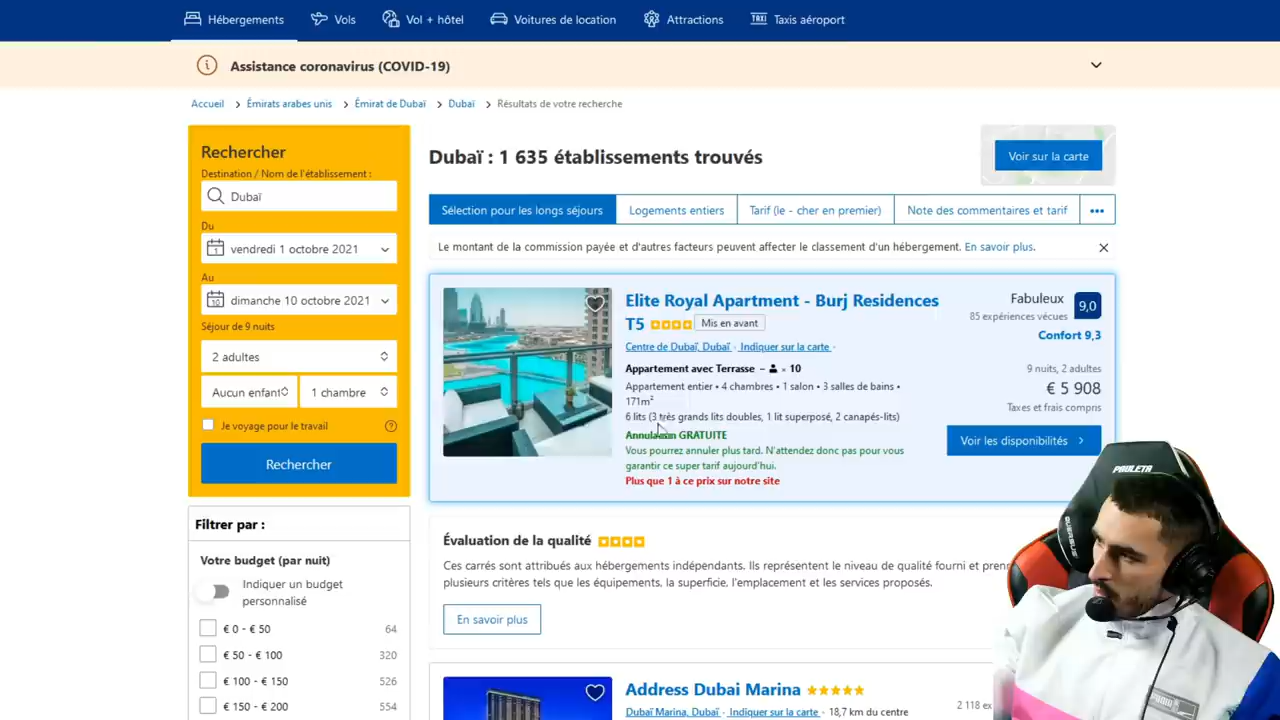 Hébergements Vols Vol + hôtel Voitures de location Attractions TAXI Taxis aéroport
Assistance coronavirus (COVID-19)
Accueil > Émirats arabes unis > Émirat de Dubaï > Dubaï > Résultats de votre recherche
Rechercher
Destination / Nom de l'établissement :
Dubaï
Du
1 vendredi 1 octobre 2021
Au
10 dimanche 10 octobre 2021
Séjour de 9 nuits
2 adultes
Aucun enfant 1 chambre
Je voyage pour le travail ?
Rechercher
Filtrer par :
Votre budget (par nuit)
Indiquer un budget
personnalisé
€ 0 - € 50 64
€ 50 - € 100 320
€ 100 - € 150 526
€ 150 - € 200 554
Dubaï : 1 635 établissements trouvés
Voir sur la carte
Sélection pour les longs séjours Logements entiers Tarif (le - cher en premier) Note des commentaires et tarif •••
Le montant de la commission payée et d'autres facteurs peuvent affecter le classement d'un hébergement. En savoir plus.
Elite Royal Apartment - Burj Residences
T5 Mis en avant
Centre de Dubaï, Dubaï · Indiquer sur la carte ·
Appartement avec Terrasse – × 10
Appartement entier • 4 chambres • 1 salon • 3 salles de bains •
171m²
6 lits (3 très grands lits doubles, 1 lit superposé, 2 canapés-lits)
Annulation GRATUITE
Vous pourrez annuler plus tard. N'attendez donc pas pour vous
garantir ce super tarif aujourd'hui.
Plus que 1 à ce prix sur notre site
Fabuleux 9,0
85 expériences vécues
Confort 9,3
9 nuits, 2 adultes
€ 5 908
Taxes et frais compris
Voir les disponibilités
Évaluation de la qualité
Ces carrés sont attribués aux hébergements indépendants. Ils représentent le niveau de qualité fourni et
plusieurs critères tels que les équipements, la superficie, l'emplacement et les services proposés.
En savoir plus
Address Dubai Marina
Dubaï Marina, Dubaï · Indiquer sur la carte · 18,7 km du centre
2 118
PAULETA